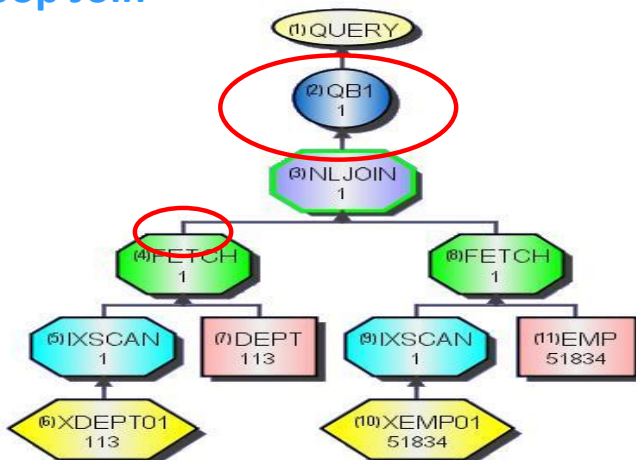 (1)QUERY
(2)QB1
1
(3)NLJOIN
1
(4)FETCH
1
(8)FETCH
1
(5)IXSCAN
1
(7)DEPT
113
(9)IXSCAN
1
(11)EMP
51834
(6)XDEPT01
113
(10)XEMP01
51834